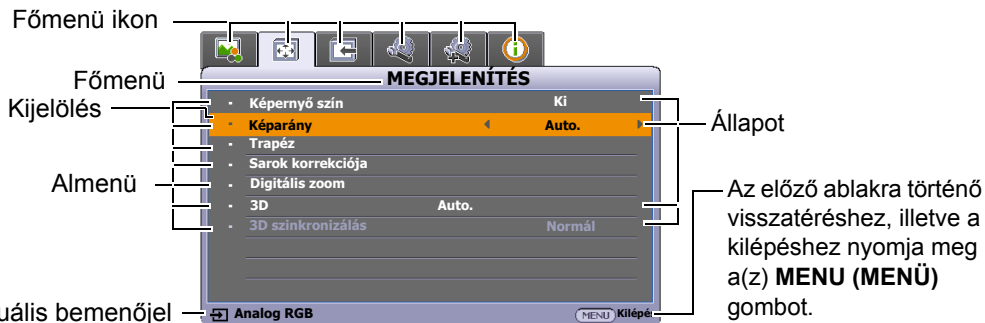 Főmenü ikon
Főmenü
MEGJELENÍTÉS
Kijelölés
Képernyő szín Ki
Képarány Auto.
Állapot
Trapéz
Sarok korrekciója
Almenü
Digitális zoom
3D Auto.
3D szinkronizálás Normál
Az előző ablakra történő
visszatéréshez, illetve a
kilépéshez nyomja meg
a(z) MENU (MENÜ)
gombot.
uális bemenőjel
Analog RGB
MENU Kilépé